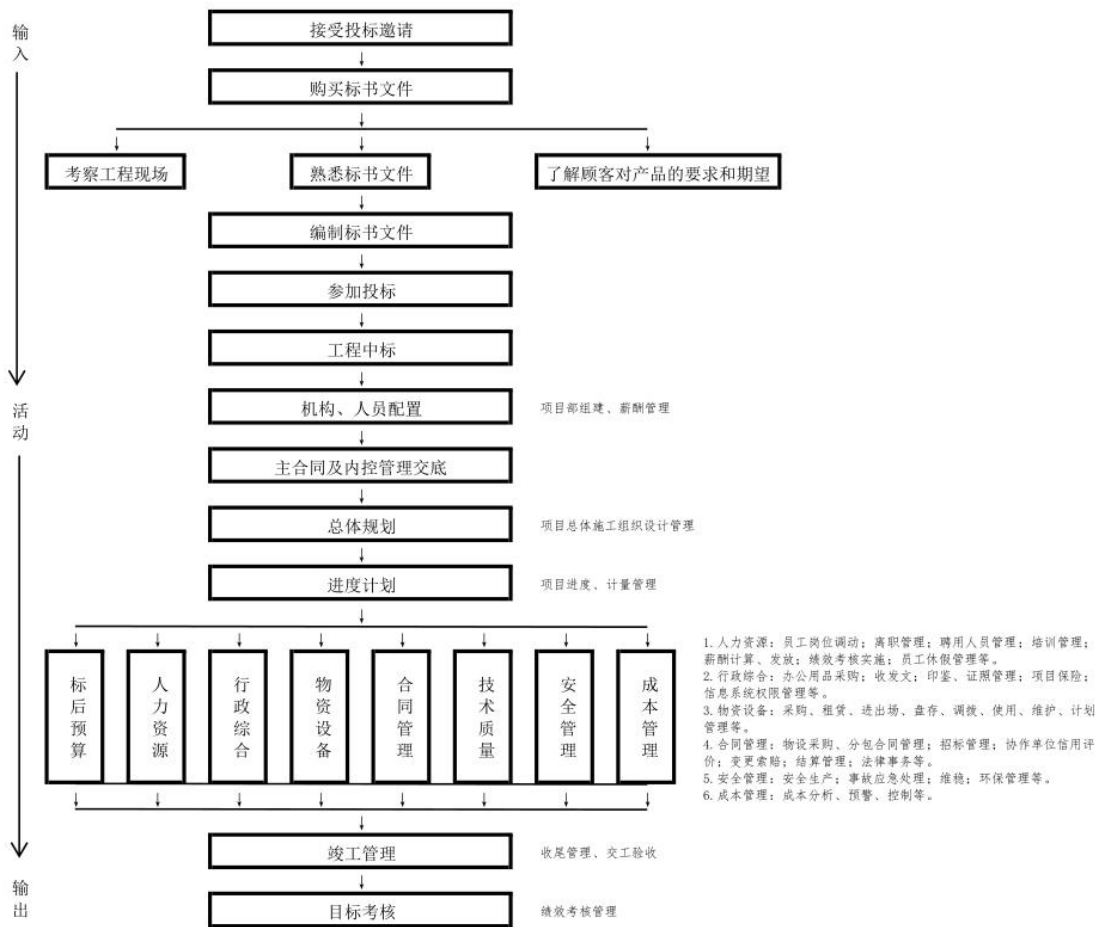 输入
接受投标邀请
购买标书文件
考察工程现场
熟悉标书文件
了解顾客对产品的要求和期望
编制标书文件
参加投标
工程中标
活动
机构、人员配置
项目部组建、薪酬管理
主合同及内控管理交底
总体规划
项目总体施工组织设计管理
进度计划
项目进度、计量管理
标后预算
人力资源
行政综合
物资设备
合同管理
技术质量
安全管理
成本管理
1.人力资源：员工岗位调动；离职管理；聘用人员管理；培训管理；
薪酬计算、发放；绩效考核实施；员工休假管理等。
2.行政综合：办公用品采购；收发文；印鉴、证照管理；项目保险；
信息系统权限管理等。
3.物资设备：采购、租赁、进出场、盘存、调拨、使用、维护、计划
管理等。
4.合同管理：物设采购、分包合同管理；招标管理；协作单位信用评
价；变更索赔；结算管理；法律事务等。
5.安全管理：安全生产；事故应急处理；维稳；环保管理等。
6.成本管理：成本分析、预警、控制等。
竣工管理
收尾管理、交工验收
输出
目标考核
绩效考核管理